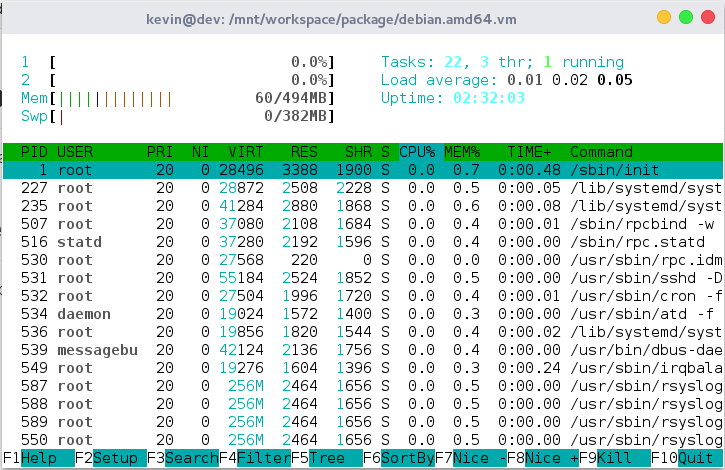 kevin@dev: /mnt/workspace/package/debian.amd64.vm
1 [ 0.0%] Tasks: 22, 3 thr; 1 running
2 [ 0.0%] Load average: 0.01 0.02 0.05
Mem[||||||||||||| 60/494MB] Uptime: 02:32:03
Swp[| 0/382MB]
PID USER PRI NI VIRT RES SHR S CPU% MEM% TIME+ Command
1 root 20 0 28496 3388 1900 S 0.0 0.7 0:00.48 /sbin/init
227 root 20 0 28872 2508 2228 S 0.0 0.5 0:00.05 /lib/systemd/syst
235 root 20 0 41284 2880 1868 S 0.0 0.6 0:00.08 /lib/systemd/syst
507 root 20 0 37080 2108 1684 S 0.0 0.4 0:00.01 /sbin/rpcbind -w
516 statd 20 0 37280 2192 1596 S 0.0 0.4 0:00.00 /sbin/rpc.statd
530 root 20 0 27568 220 0 S 0.0 0.0 0:00.00 /usr/sbin/rpc.idm
531 root 20 0 55184 2524 1852 S 0.0 0.5 0:00.00 /usr/sbin/sshd -D
532 root 20 0 27504 1996 1720 S 0.0 0.4 0:00.01 /usr/sbin/cron -f
534 daemon 20 0 19024 1572 1400 S 0.0 0.3 0:00.00 /usr/sbin/atd -f
536 root 20 0 19856 1820 1544 S 0.0 0.4 0:00.02 /lib/systemd/syst
539 messagebu 20 0 42124 2136 1756 S 0.0 0.4 0:00.00 /usr/bin/dbus-dae
549 root 20 0 19276 1604 1396 S 0.0 0.3 0:00.24 /usr/sbin/irqbala
587 root 20 0 256M 2464 1656 S 0.0 0.5 0:00.00 /usr/sbin/rsyslog
588 root 20 0 256M 2464 1656 S 0.0 0.5 0:00.00 /usr/sbin/rsyslog
589 root 20 0 256M 2464 1656 S 0.0 0.5 0:00.00 /usr/sbin/rsyslog
550 root 20 0 256M 2464 1656 S 0.0 0.5 0:00.00 /usr/sbin/rsyslog
F1Help F2Setup F3SearchF4FilterF5Tree F6SortByF7Nice -F8Nice +F9Kill F10Quit